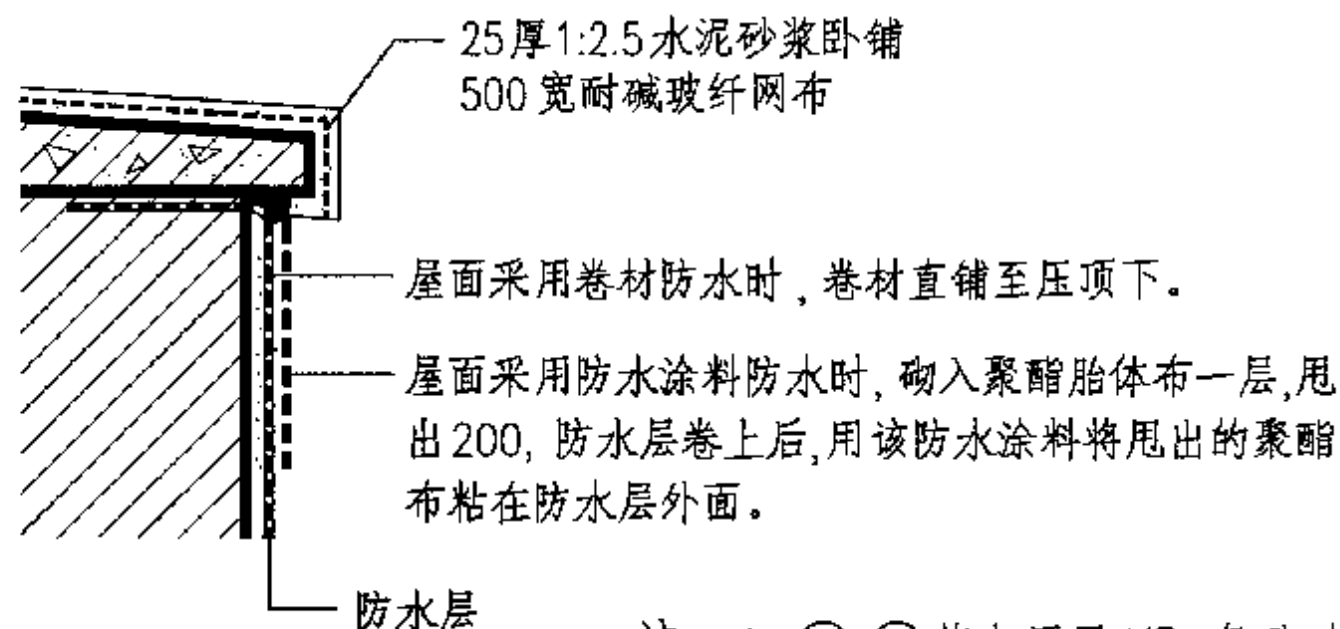 25厚1:2.5水泥砂浆卧铺
500宽耐碱玻纤网布
屋面采用卷材防水时,卷材直铺至压顶下。
屋面采用防水涂料防水时,砌入聚酯胎体布一层,甩
出200,防水层卷上后,用该防水涂料将甩出的聚酯
布粘在防水层外面。
防水层